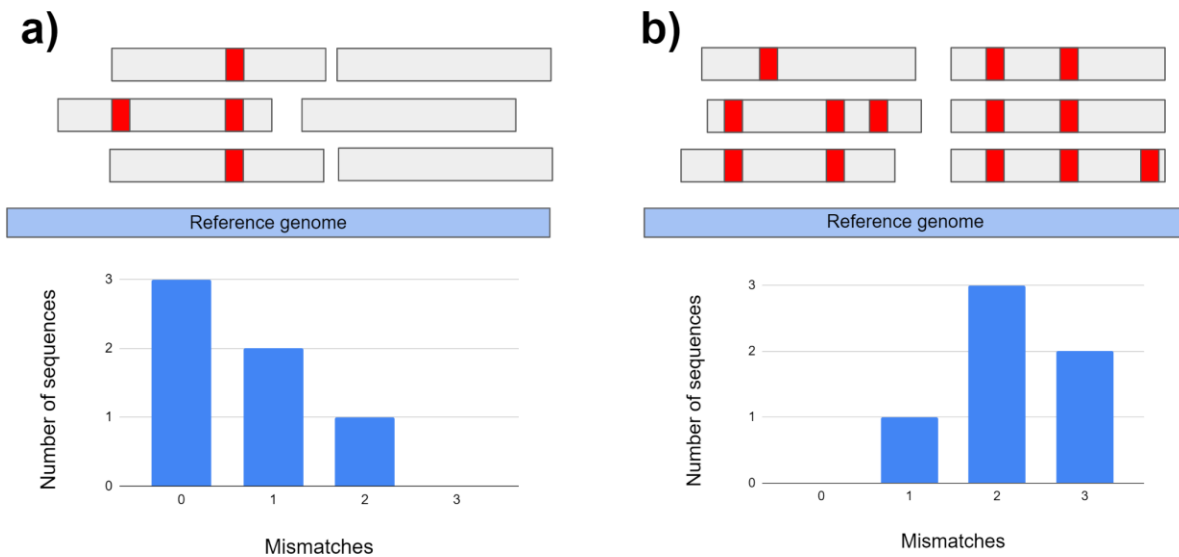 a)
Reference genome
Number of sequences
3
2
1
0
0 1 2 3
Mismatches
b)
Reference genome
Number of sequences
3
2
1
0
0 1 2 3
Mismatches